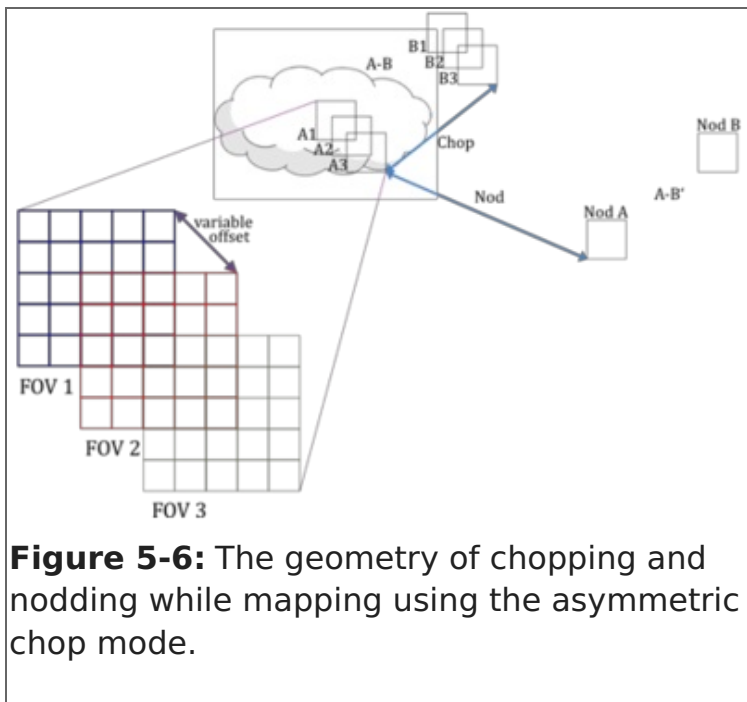 B1
B2
B3
A-B
A1
A2
A3
Chop
Nod
Nod B
A-B'
Nod A
variable
offset
FOV 1
FOV 2
FOV 3
Figure 5-6: The geometry of chopping and
nodding while mapping using the asymmetric
chop mode.